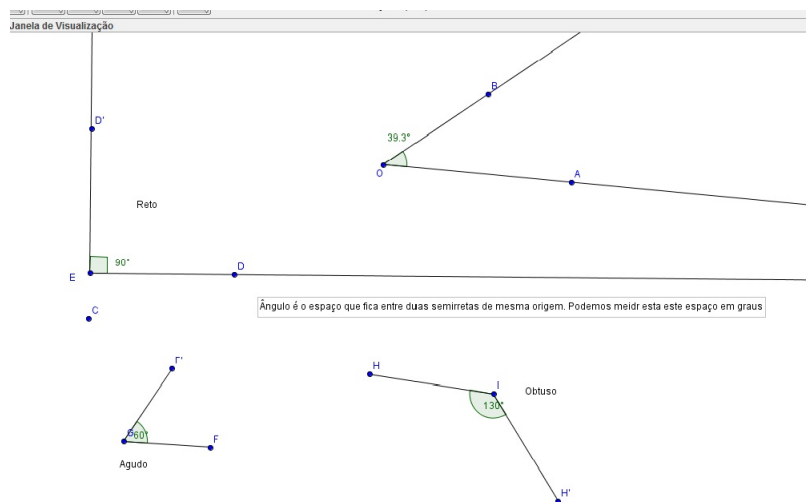 Janela de Visualização
B
D'
39.3°
O
A
Reto
E
90°
D
C
Ângulo é o espaço que fica entre duas semirretas de mesma origem. Podemos meidr esta este espaço em graus
F'
H
I
Obtuso
130°
G
60°
F
Agudo
H'